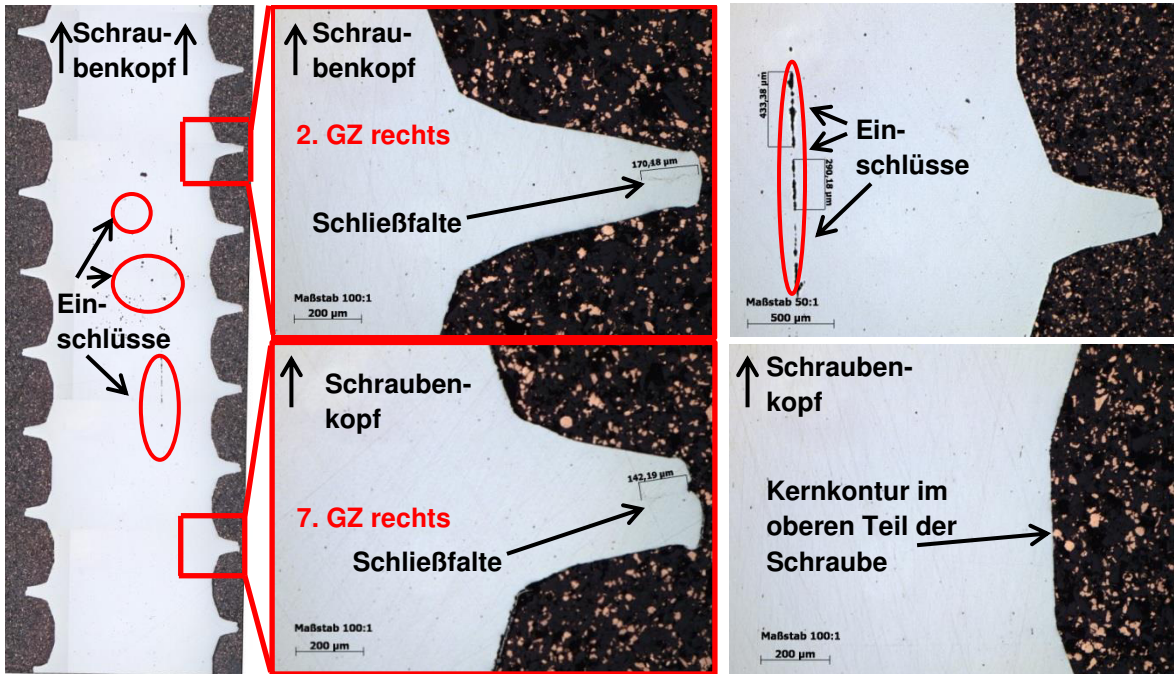 Schrau-
benkopf
Ein-
schlüsse
Schrau-
benkopf
2. GZ rechts
170,18 µm
Schließfalte
Maßstab 100:1
200 µm
433,38 µm
290,18 µm
Ein-
schlüsse
Maßstab 50:1
500 µm
Schrauben-
kopf
142,19 µm
7. GZ rechts
Schließfalte
Maßstab 100:1
200 µm
Schrauben-
kopf
Kernkontur im
oberen Teil der
Schraube
Maßstab 100:1
200 µm